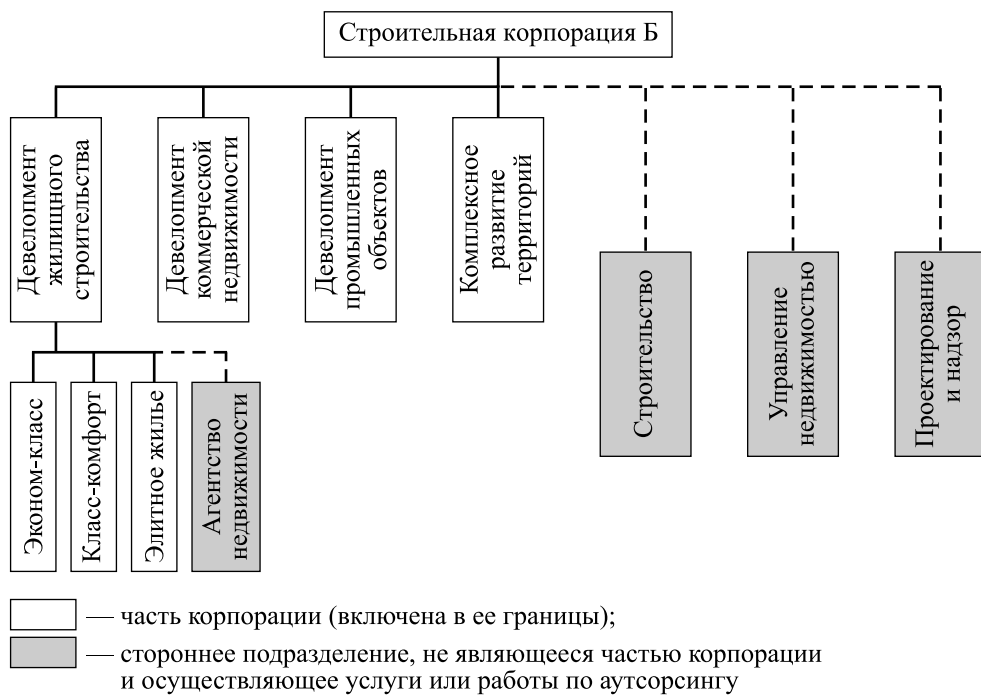 Строительная корпорация Б
Девелопмент
жилищного
строительства
Девелопмент
коммерческой
недвижимости
Девелопмент
промышленных
объектов
Комплексное
развитие
территорий
Строительство
Управление
недвижимостью
Проектирование
и надзор
Эконом-класс
Класс-комфорт
Элитное жилье
Агентство
недвижимости
— часть корпорации (включена в ее границы);
— стороннее подразделение, не являющееся частью корпорации
и осуществляющее услуги или работы по аутсорсингу